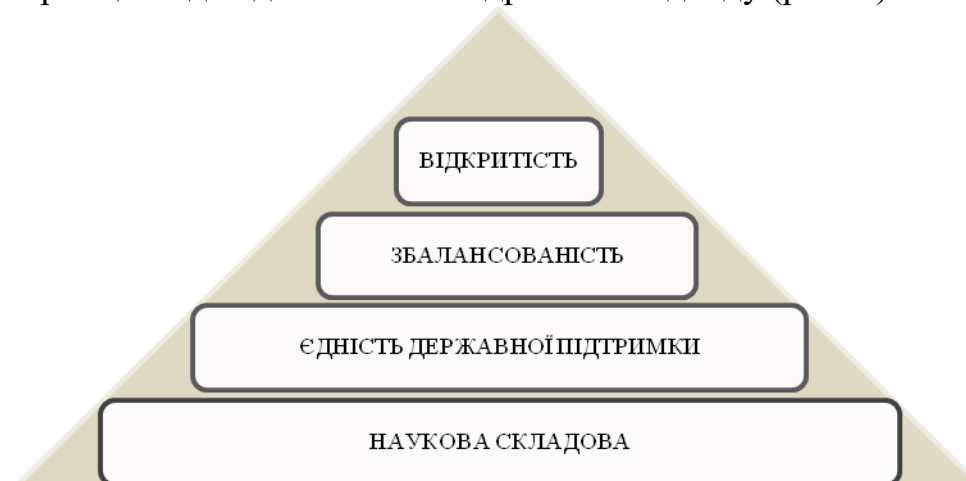 ВІДКРИТІСТЬ
ЗБАЛАНСОВАНІСТЬ
ЄДНІСТЬ ДЕРЖАВНОЇ ПІДТРИМКИ
НАУКОВА СКЛАДОВА